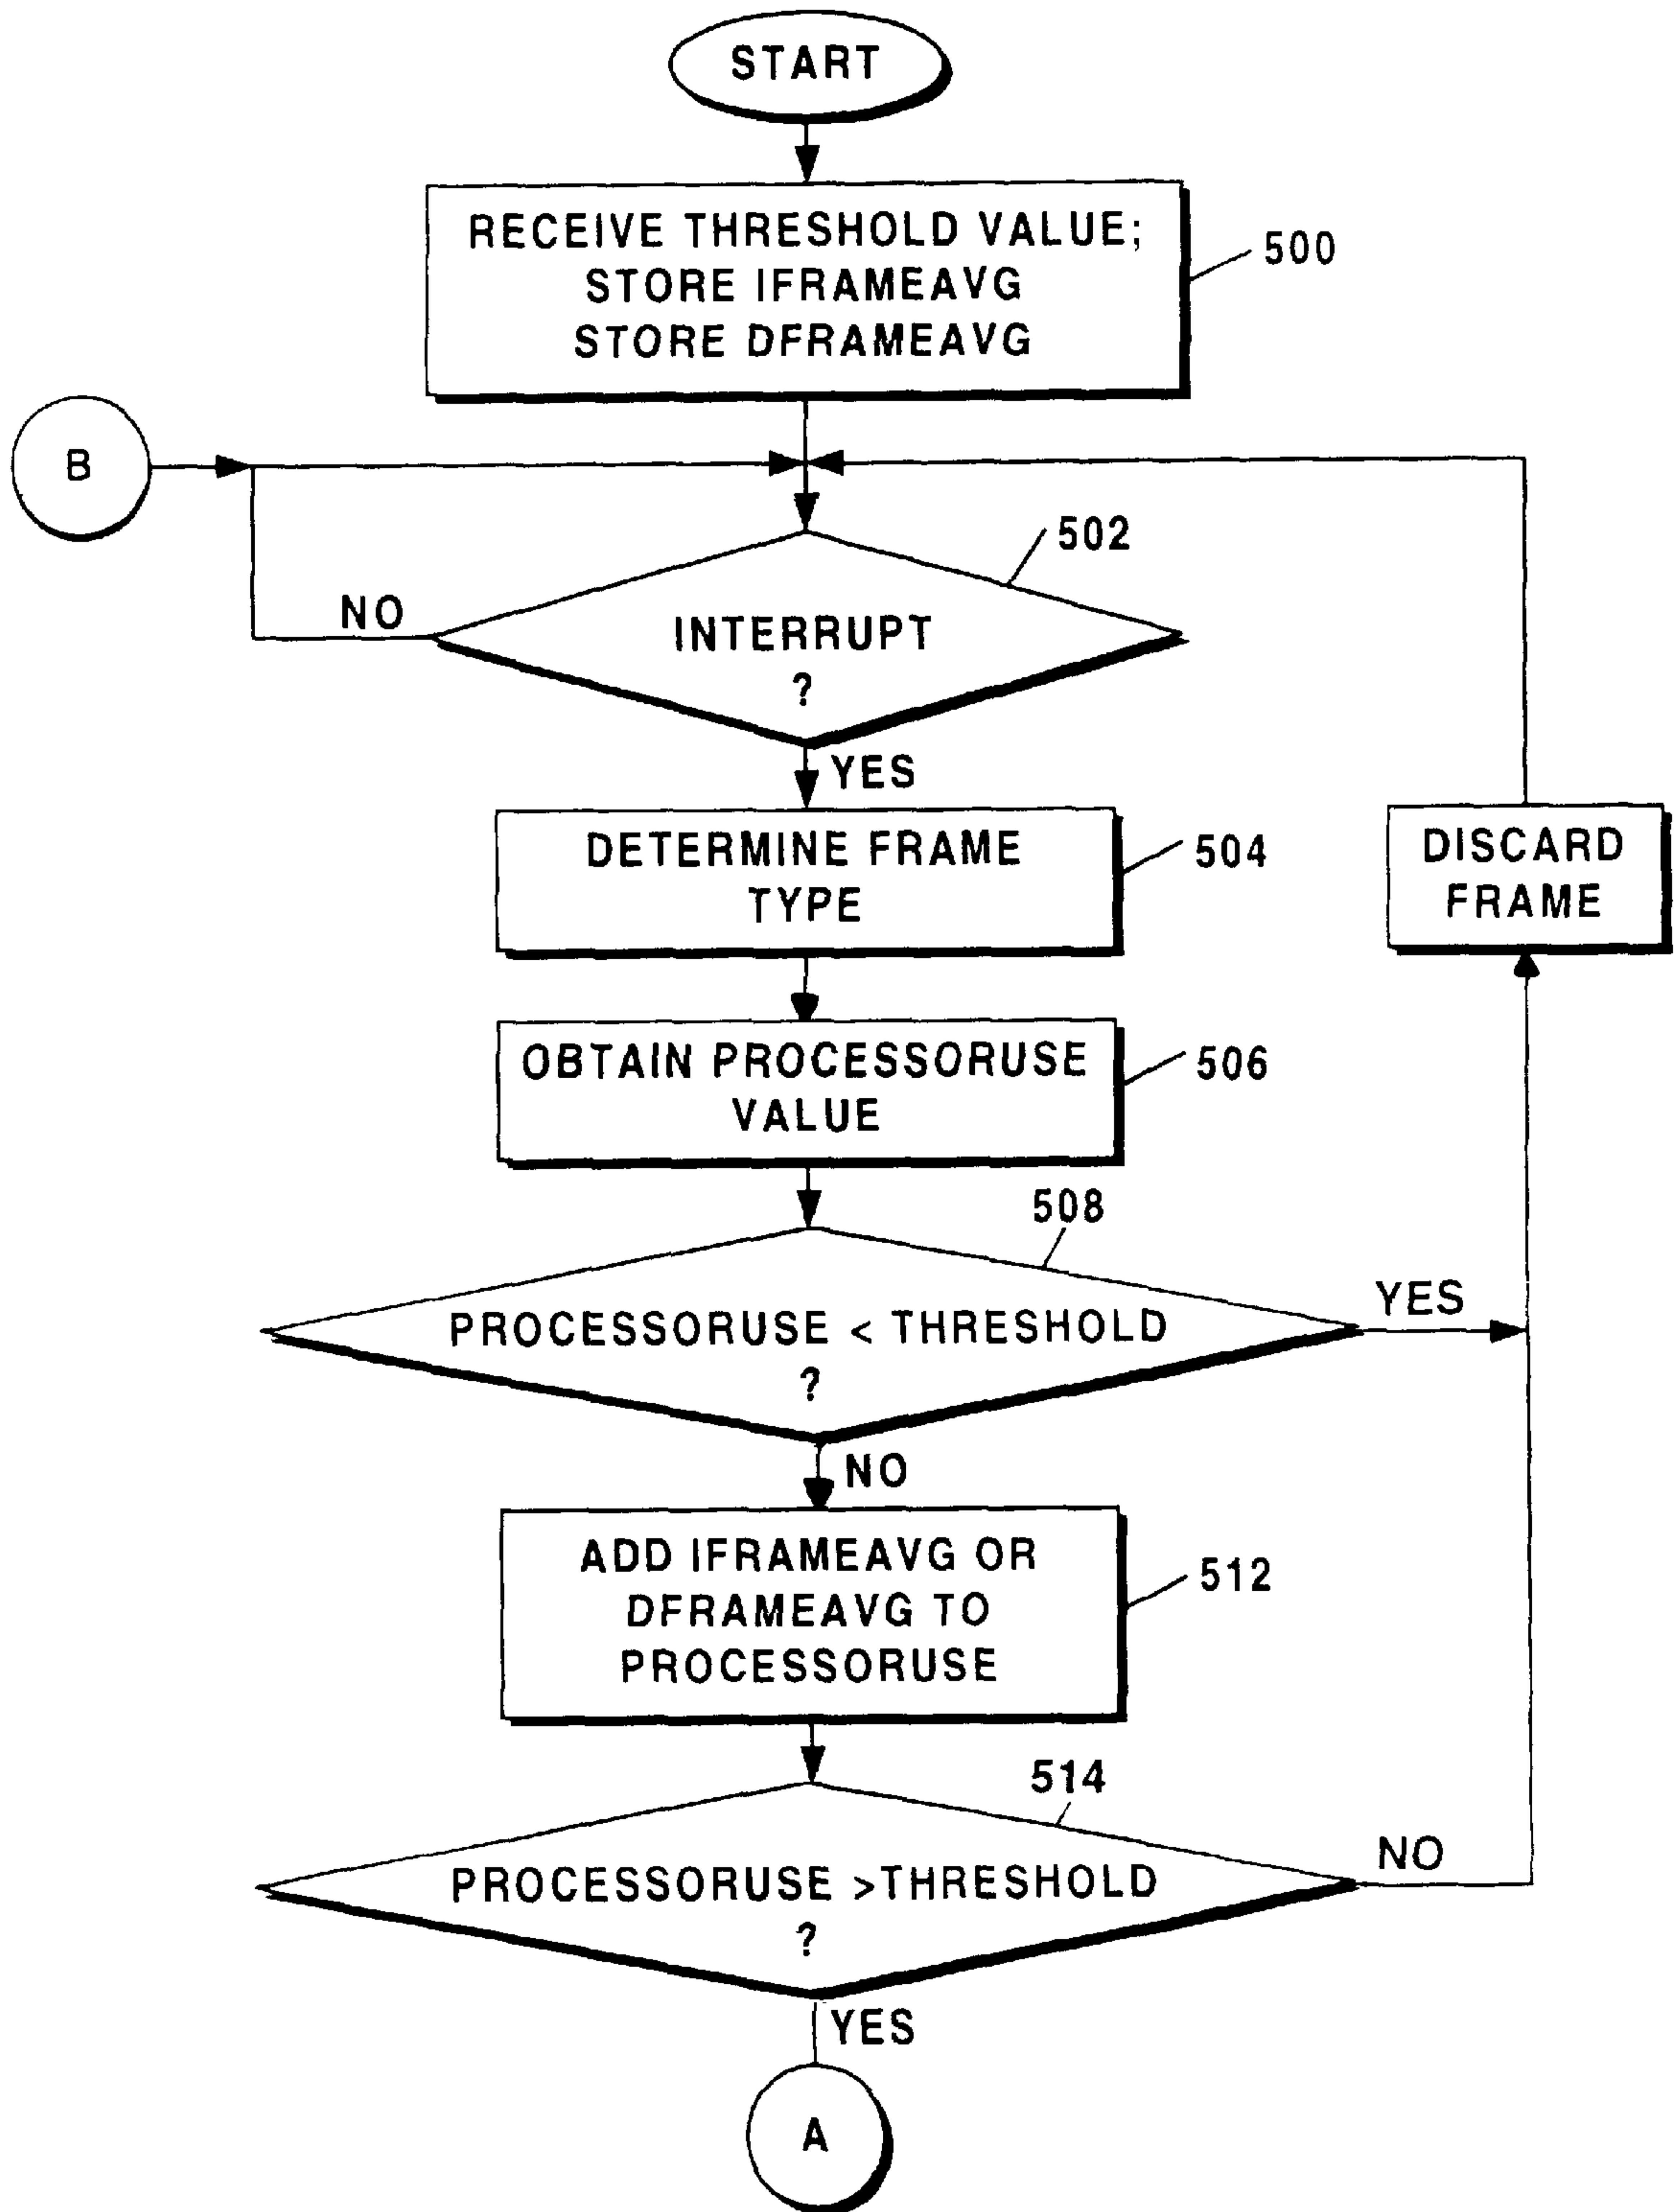 START
RECEIVE THRESHOLD VALUE;
STORE IFRAMEAVG
STORE DFRAMEAVG
500
B
502
NO
INTERRUPT
?
YES
DETERMINE FRAME
TYPE
504
DISCARD
FRAME
OBTAIN PROCESSORUSE
VALUE
506
508
PROCESSORUSE < THRESHOLD
?
YES
NO
ADD IFRAMEAVG OR
DFRAMEAVG TO
PROCESSORUSE
512
514
PROCESSORUSE >THRESHOLD
?
NO
YES
A